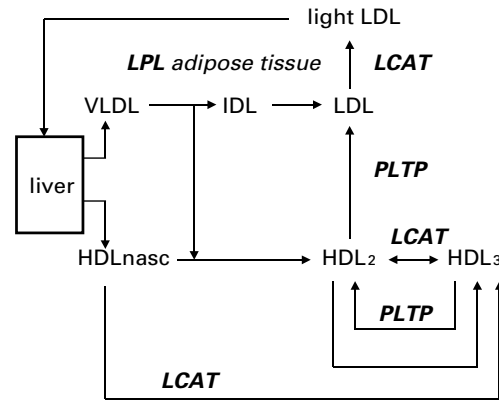 light LDL
LPL adipose tissue LCAT
VLDL IDL LDL
liver
PLTP
LCAT
HDLnasc HDL₂ HDL₃
PLTP
LCAT